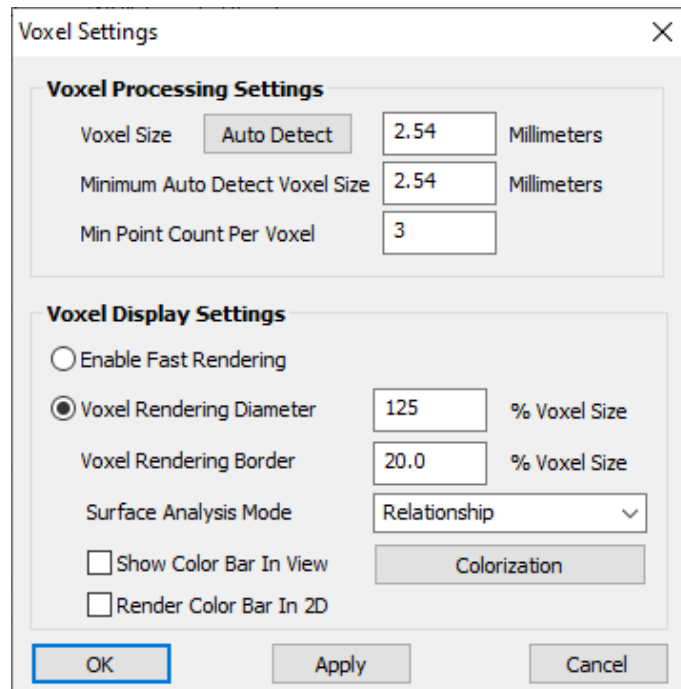 Voxel Settings
Voxel Processing Settings
Voxel Size Auto Detect 2.54 Millimeters
Minimum Auto Detect Voxel Size 2.54 Millimeters
Min Point Count Per Voxel 3
Voxel Display Settings
Enable Fast Rendering
Voxel Rendering Diameter 125 % Voxel Size
Voxel Rendering Border 20.0 % Voxel Size
Surface Analysis Mode Relationship
Show Color Bar In View Colorization
Render Color Bar In 2D
OK Apply Cancel